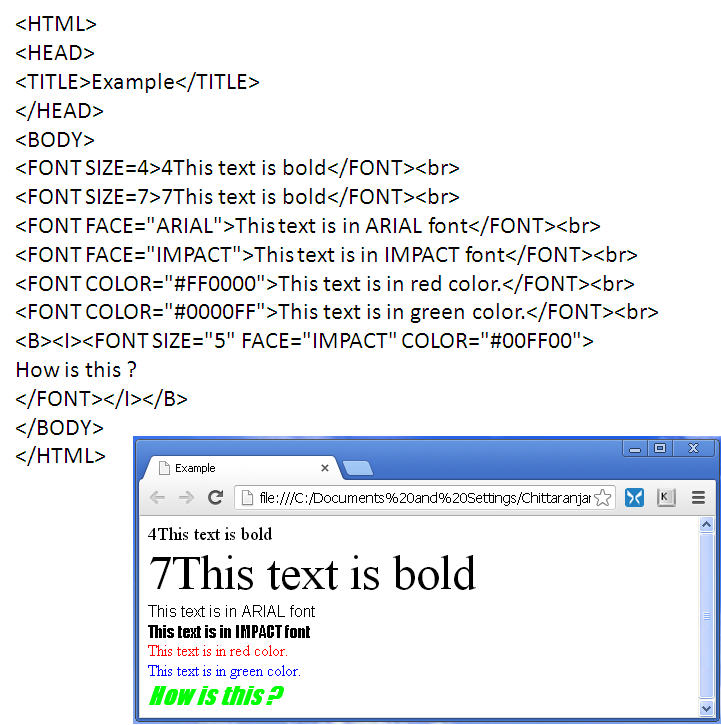 <HTML>
<HEAD>
<TITLE>Example</TITLE>
</HEAD>
<BODY>
<FONT SIZE=4>4This text is bold</FONT><br>
<FONT SIZE=7>7This text is bold</FONT><br>
<FONT FACE="ARIAL">This text is in ARIAL font</FONT><br>
<FONT FACE="IMPACT">This text is in IMPACT font</FONT><br>
<FONT COLOR="#FF0000">This text is in red color.</FONT><br>
<FONT COLOR="#0000FF">This text is in green color.</FONT><br>
<B><I><FONT SIZE="5" FACE="IMPACT" COLOR="#00FF00">
How is this ?
</FONT></I></B>
</BODY>
</HTML>
Example
file:///C:/Documents%20and%20Settings/Chittaranjan
K
4This text is bold
7This text is bold
This text is in ARIAL font
This text is in IMPACT font
This text is in red color.
This text is in green color.
How is this ?